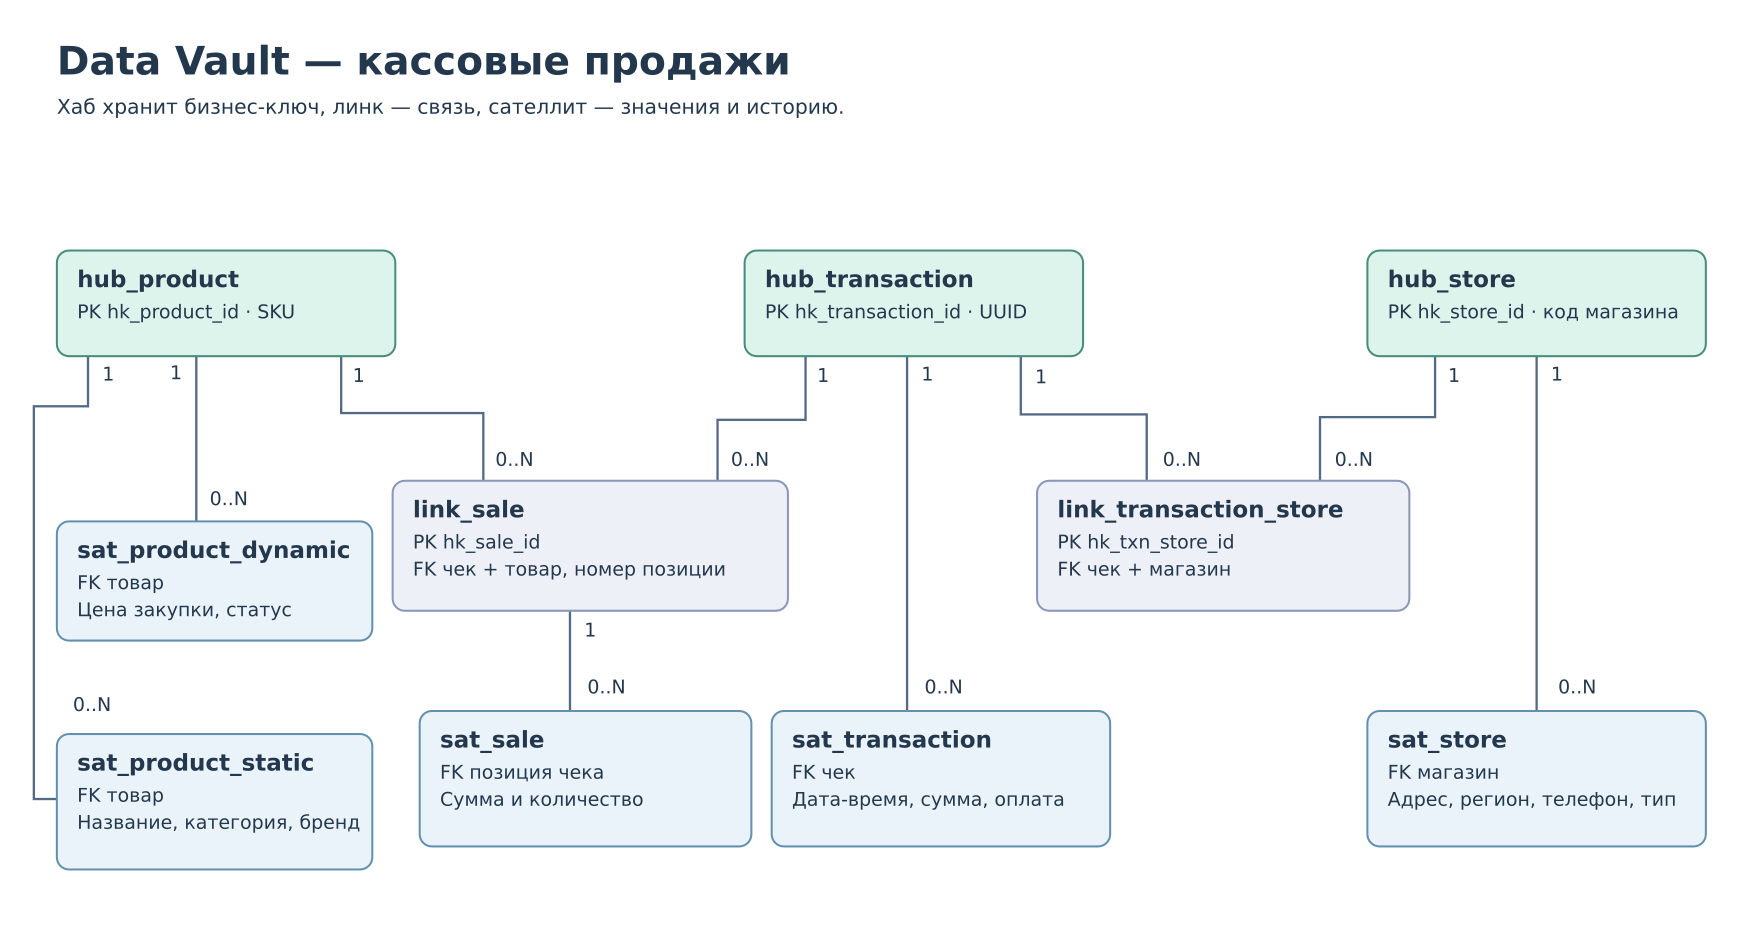 Data Vault — кассовые продажи
Хаб хранит бизнес-ключ, линк — связь, сателлит — значения и историю.
hub_product
PK hk_product_id · SKU
hub_transaction
PK hk_transaction_id · UUID
hub_store
PK hk_store_id · код магазина
1
1
1
1
1
1
1
1
0..N
0..N
0..N
0..N
0..N
link_sale
PK hk_sale_id
FK чек + товар, номер позиции
link_transaction_store
PK hk_txn_store_id
FK чек + магазин
sat_product_dynamic
FK товар
Цена закупки, статус
1
0..N
0..N
0..N
0..N
sat_product_static
FK товар
Название, категория, бренд
sat_sale
FK позиция чека
Сумма и количество
sat_transaction
FK чек
Дата-время, сумма, оплата
sat_store
FK магазин
Адрес, регион, телефон, тип